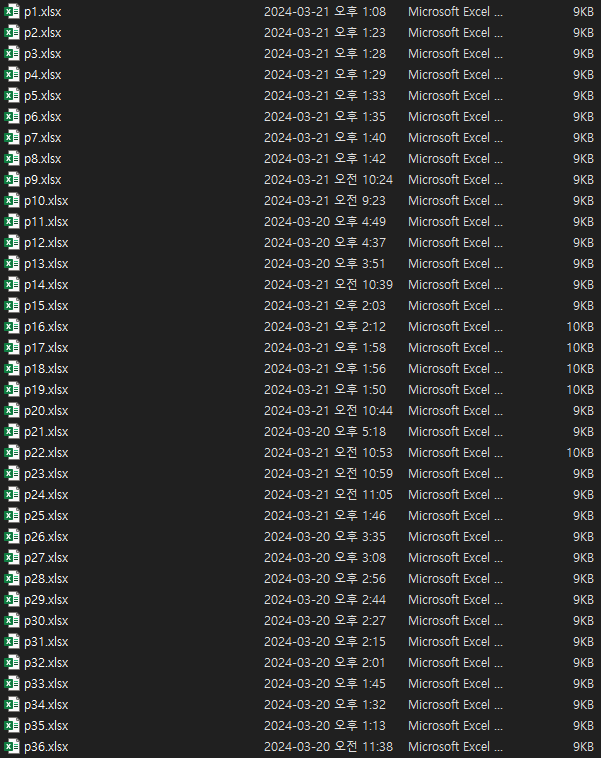 p1.xlsx 2024-03-21 오후 1:08 Microsoft Excel ... 9KB
p2.xlsx 2024-03-21 오후 1:23 Microsoft Excel ... 9KB
p3.xlsx 2024-03-21 오후 1:28 Microsoft Excel ... 9KB
p4.xlsx 2024-03-21 오후 1:29 Microsoft Excel ... 9KB
p5.xlsx 2024-03-21 오후 1:33 Microsoft Excel ... 9KB
p6.xlsx 2024-03-21 오후 1:35 Microsoft Excel ... 9KB
p7.xlsx 2024-03-21 오후 1:40 Microsoft Excel ... 9KB
p8.xlsx 2024-03-21 오후 1:42 Microsoft Excel ... 9KB
p9.xlsx 2024-03-21 오전 10:24 Microsoft Excel ... 9KB
p10.xlsx 2024-03-21 오전 9:23 Microsoft Excel ... 9KB
p11.xlsx 2024-03-20 오후 4:49 Microsoft Excel ... 9KB
p12.xlsx 2024-03-20 오후 4:37 Microsoft Excel ... 9KB
p13.xlsx 2024-03-20 오후 3:51 Microsoft Excel ... 9KB
p14.xlsx 2024-03-21 오전 10:39 Microsoft Excel ... 9KB
p15.xlsx 2024-03-21 오후 2:03 Microsoft Excel ... 9KB
p16.xlsx 2024-03-21 오후 2:12 Microsoft Excel ... 10KB
p17.xlsx 2024-03-21 오후 1:58 Microsoft Excel ... 10KB
p18.xlsx 2024-03-21 오후 1:56 Microsoft Excel ... 10KB
p19.xlsx 2024-03-21 오후 1:50 Microsoft Excel ... 10KB
p20.xlsx 2024-03-21 오전 10:44 Microsoft Excel ... 9KB
p21.xlsx 2024-03-20 오후 5:18 Microsoft Excel ... 9KB
p22.xlsx 2024-03-21 오전 10:53 Microsoft Excel ... 10KB
p23.xlsx 2024-03-21 오전 10:59 Microsoft Excel ... 9KB
p24.xlsx 2024-03-21 오전 11:05 Microsoft Excel ... 9KB
p25.xlsx 2024-03-21 오후 1:46 Microsoft Excel ... 9KB
p26.xlsx 2024-03-20 오후 3:35 Microsoft Excel ... 9KB
p27.xlsx 2024-03-20 오후 3:08 Microsoft Excel ... 9KB
p28.xlsx 2024-03-20 오후 2:56 Microsoft Excel ... 9KB
p29.xlsx 2024-03-20 오후 2:44 Microsoft Excel ... 9KB
p30.xlsx 2024-03-20 오후 2:27 Microsoft Excel ... 9KB
p31.xlsx 2024-03-20 오후 2:15 Microsoft Excel ... 9KB
p32.xlsx 2024-03-20 오후 2:01 Microsoft Excel ... 9KB
p33.xlsx 2024-03-20 오후 1:45 Microsoft Excel ... 9KB
p34.xlsx 2024-03-20 오후 1:32 Microsoft Excel ... 9KB
p35.xlsx 2024-03-20 오후 1:13 Microsoft Excel ... 9KB
p36.xlsx 2024-03-20 오전 11:38 Microsoft Excel ... 9KB